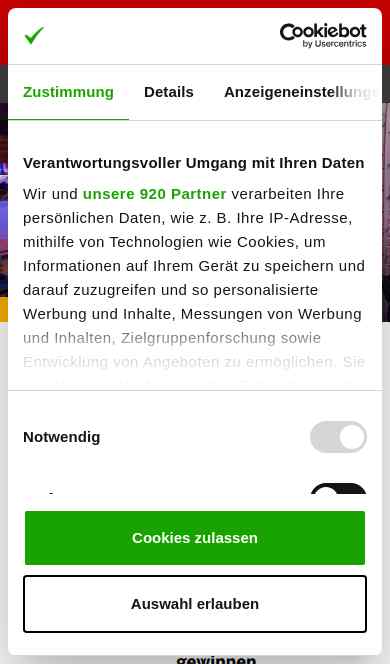 Cookiebot
by Usercentrics
Zustimmung Details Anzeigeneinstellungen
Verantwortungsvoller Umgang mit Ihren Daten
Wir und unsere 920 Partner verarbeiten Ihre
persönlichen Daten, wie z. B. Ihre IP-Adresse,
mithilfe von Technologien wie Cookies, um
Informationen auf Ihrem Gerät zu speichern und
darauf zuzugreifen und so personalisierte
Werbung und Inhalte, Messungen von Werbung
und Inhalten, Zielgruppenforschung sowie
Entwicklung von Angeboten zu ermöglichen. Sie
Notwendig
Cookies zulassen
Auswahl erlauben
gewinnen